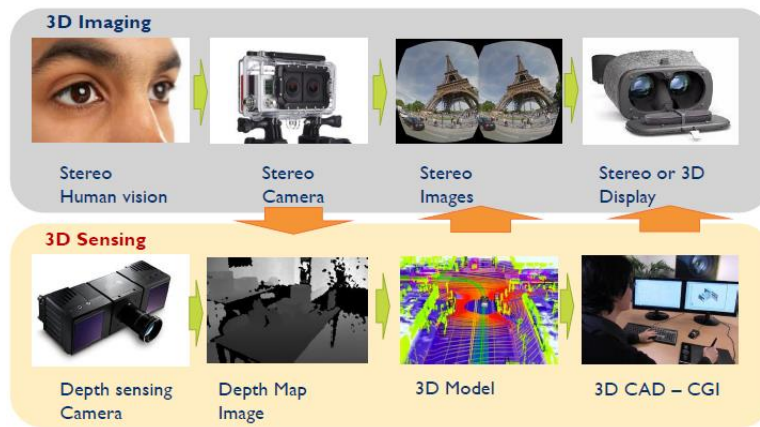 3D Imaging
Stereo
Human vision
Stereo
Camera
Stereo
Images
Stereo or 3D
Display
3D Sensing
Depth sensing
Camera
Depth Map
Image
3D Model
3D CAD – CGI